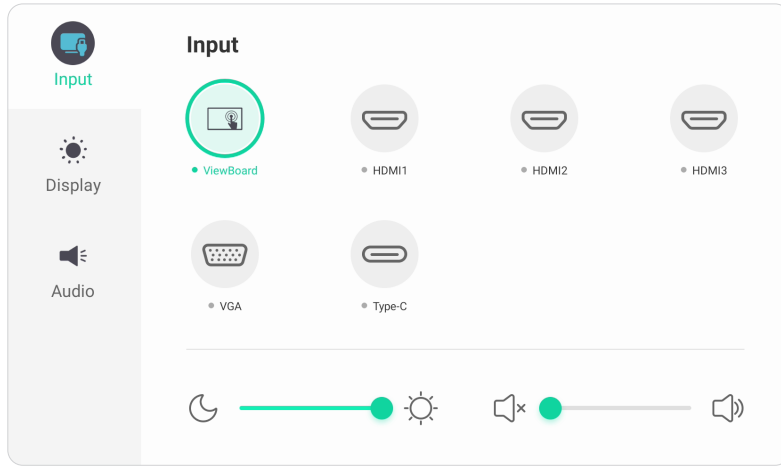 Input
Display
Audio
Input
ViewBoard
HDMI1
HDMI2
HDMI3
VGA
Type-C